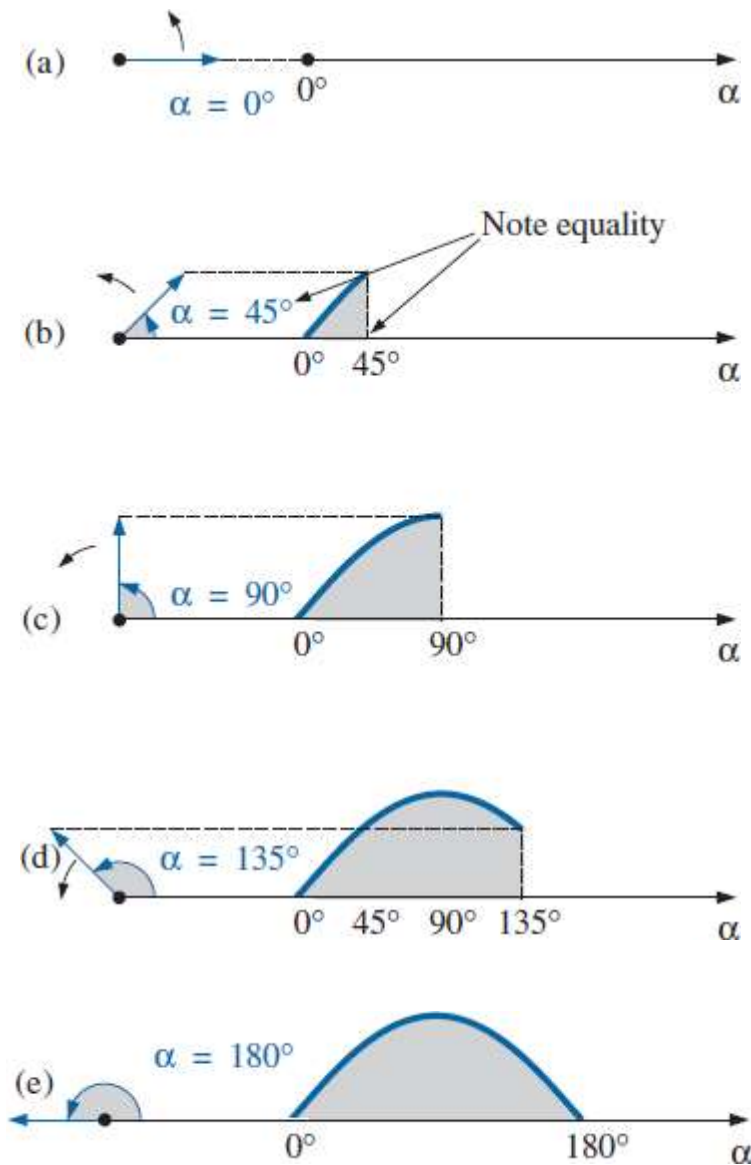 (a)
α = 0° 0° α
Note equality
(b) α = 45°
0° 45° α
α = 90°
(c)
0° 90° α
(d) α = 135°
0° 45° 90° 135° α
α = 180°
(e)
0° 180° α